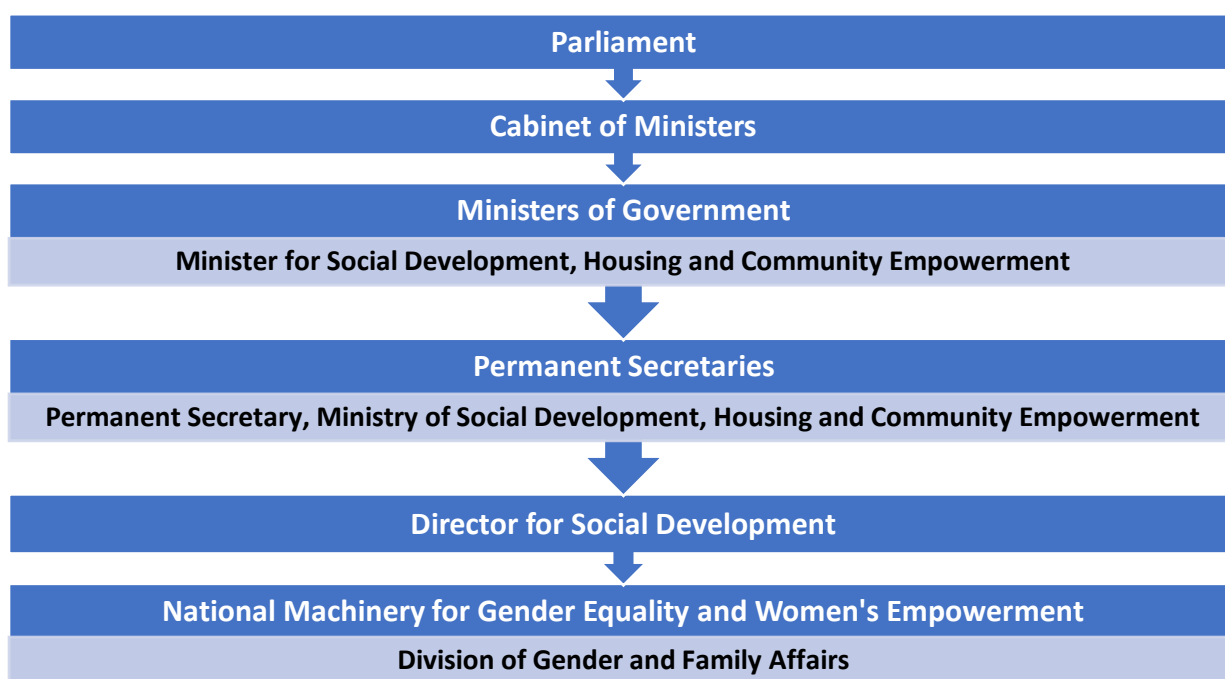 Parliament
Cabinet of Ministers
Ministers of Government
Minister for Social Development, Housing and Community Empowerment
Permanent Secretaries
Permanent Secretary, Ministry of Social Development, Housing and Community Empowerment
Director for Social Development
National Machinery for Gender Equality and Women's Empowerment
Division of Gender and Family Affairs